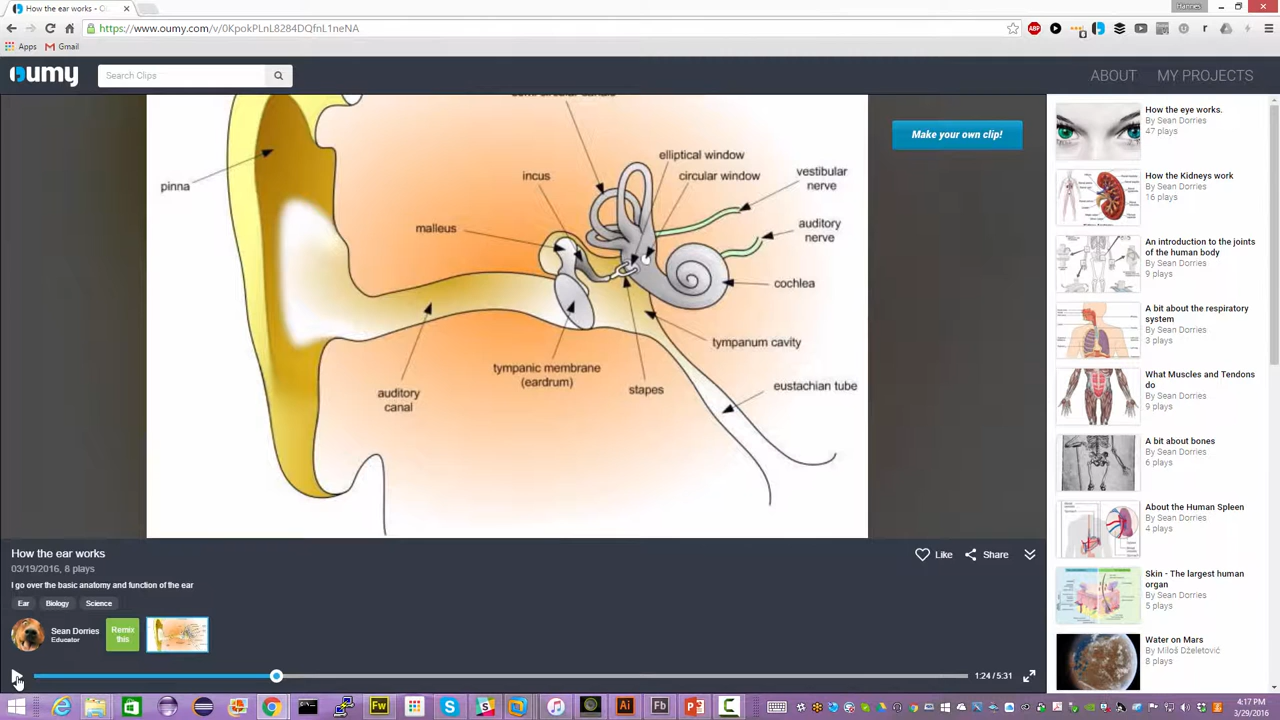 How the ear works - C
Hannes
https://www.oumy.com/v/0KpokPLnL8284DQfnL1neNA
Apps
Gmail
oumy
Search Clips
ABOUT
MY PROJECTS
Make your own clip!
pinna
incus
malleus
elliptical window
circular window
vestibular
nerve
auditory
nerve
cochlea
tympanum cavity
tympanic membrane
(eardrum)
stapes
eustachian tube
auditory
canal
How the eye works.
By Sean Dorries
47 plays
How the Kidneys work
By Sean Dorries
16 plays
An introduction to the joints
of the human body
By Sean Dorries
9 plays
A bit about the respiratory
system
By Sean Dorries
3 plays
What Muscles and Tendons
do
By Sean Dorries
9 plays
A bit about bones
By Sean Dorries
6 plays
About the Human Spleen
By Sean Dorries
4 plays
Skin - The largest human
organ
By Sean Dorries
5 plays
Water on Mars
By Miloš Dželetović
8 plays
How the ear works
03/19/2016, 8 plays
Like
Share
I go over the basic anatomy and function of the ear
Ear
Biology
Science
Sean Dorries
Educator
Remix
this
1:24 / 5:31
4:17 PM
3/29/2016